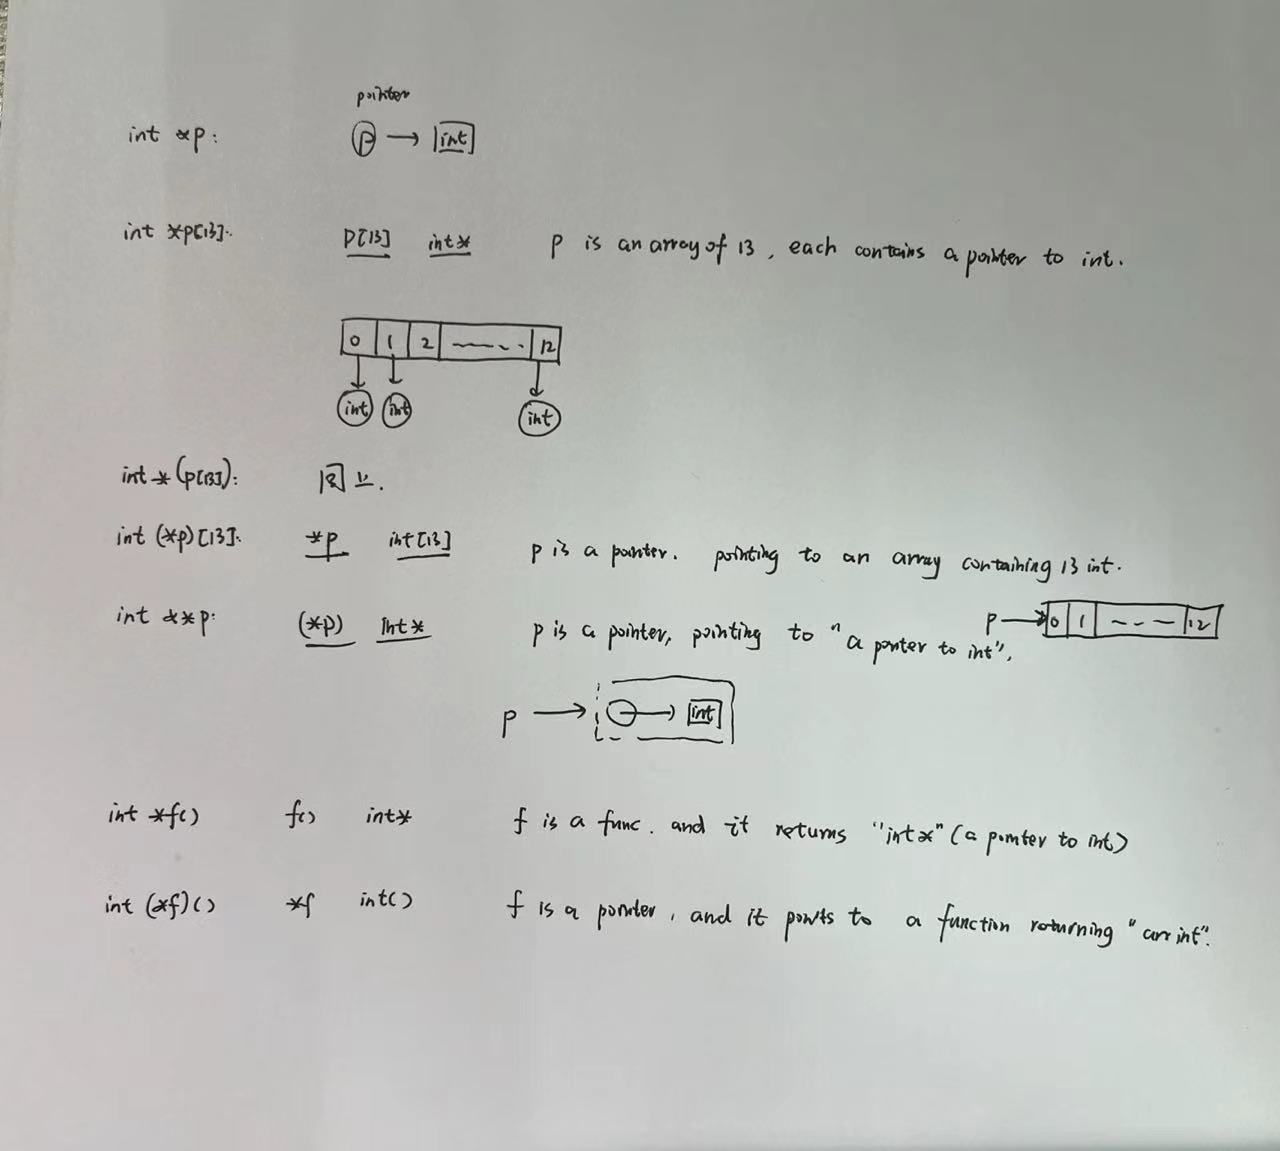 pointer
int *p: p → int
int *p[13]: p[13] int* p is an array of 13, each contains a pointer to int.
0 1 2 ------ 12
int int int
int *(p[13]): 同上.
int (*p)[13]: *p int[13] p is a pointer. pointing to an array containing 13 int.
int **p: (*p) int* p is a pointer, pointing to "a pointer to int". p → 0 1 --- 12
p → int
int *f() f() int* f is a func. and it returns "int*" (a pointer to int)
int (*f)() *f int() f is a pointer, and it points to a function returning "an int".